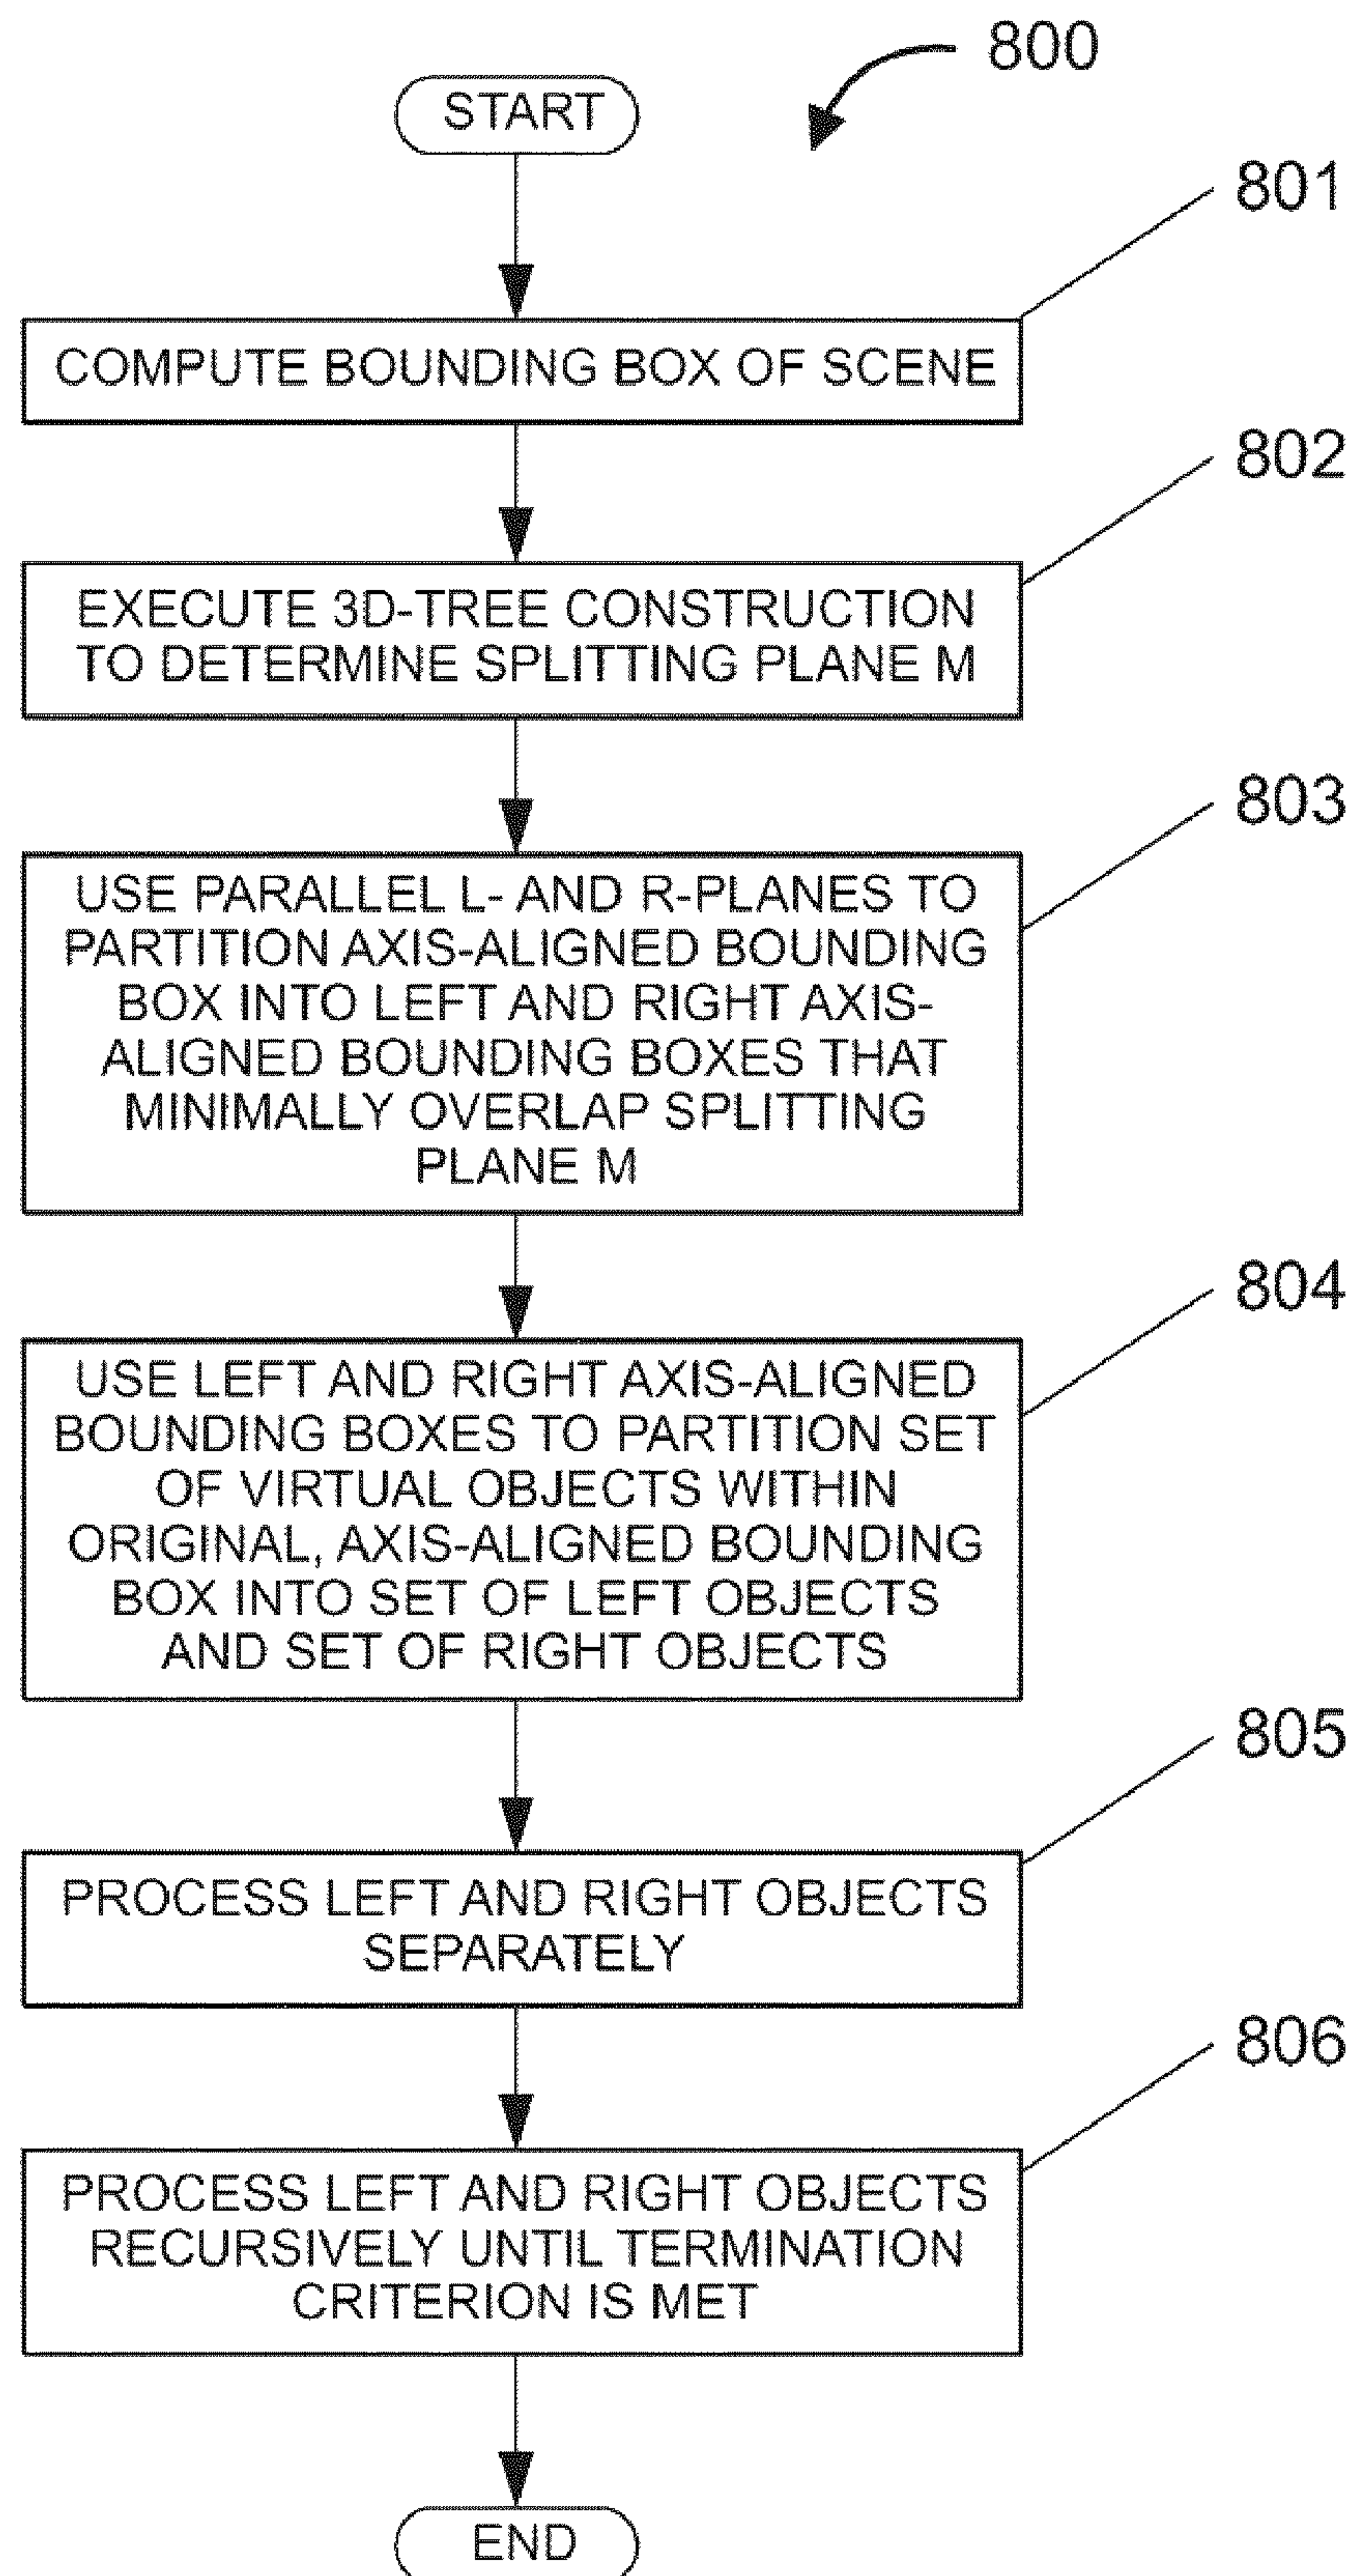 800
START
801
COMPUTE BOUNDING BOX OF SCENE
802
EXECUTE 3D-TREE CONSTRUCTION
TO DETERMINE SPLITTING PLANE M
803
USE PARALLEL L- AND R-PLANES TO
PARTITION AXIS-ALIGNED BOUNDING
BOX INTO LEFT AND RIGHT AXIS-
ALIGNED BOUNDING BOXES THAT
MINIMALLY OVERLAP SPLITTING
PLANE M
804
USE LEFT AND RIGHT AXIS-ALIGNED
BOUNDING BOXES TO PARTITION SET
OF VIRTUAL OBJECTS WITHIN
ORIGINAL, AXIS-ALIGNED BOUNDING
BOX INTO SET OF LEFT OBJECTS
AND SET OF RIGHT OBJECTS
805
PROCESS LEFT AND RIGHT OBJECTS
SEPARATELY
806
PROCESS LEFT AND RIGHT OBJECTS
RECURSIVELY UNTIL TERMINATION
CRITERION IS MET
END